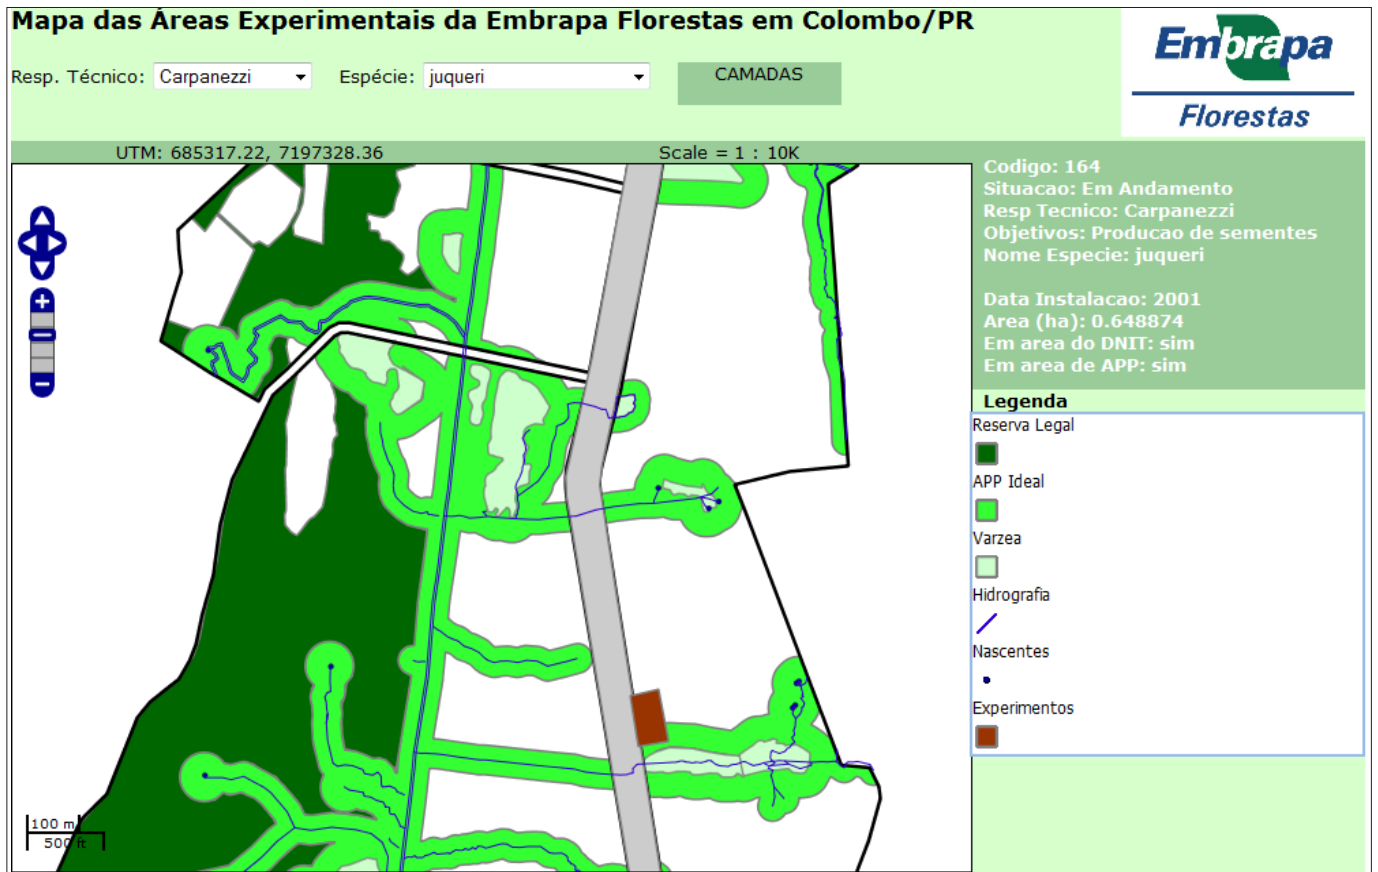 Mapa das Áreas Experimentais da Embrapa Florestas em Colombo/PR
Embrapa
Florestas
Resp. Técnico: Carpanezzi Espécie: juqueri CAMADAS
UTM: 685317.22, 7197328.36 Scale = 1 : 10K
Codigo: 164
Situacao: Em Andamento
Resp Tecnico: Carpanezzi
Objetivos: Producao de sementes
Nome Especie: juqueri
Data Instalacao: 2001
Area (ha): 0.648874
Em area do DNIT: sim
Em area de APP: sim
Legenda
Reserva Legal
APP Ideal
Varzea
Hidrografia
Nascentes
Experimentos
100 m
500 ft